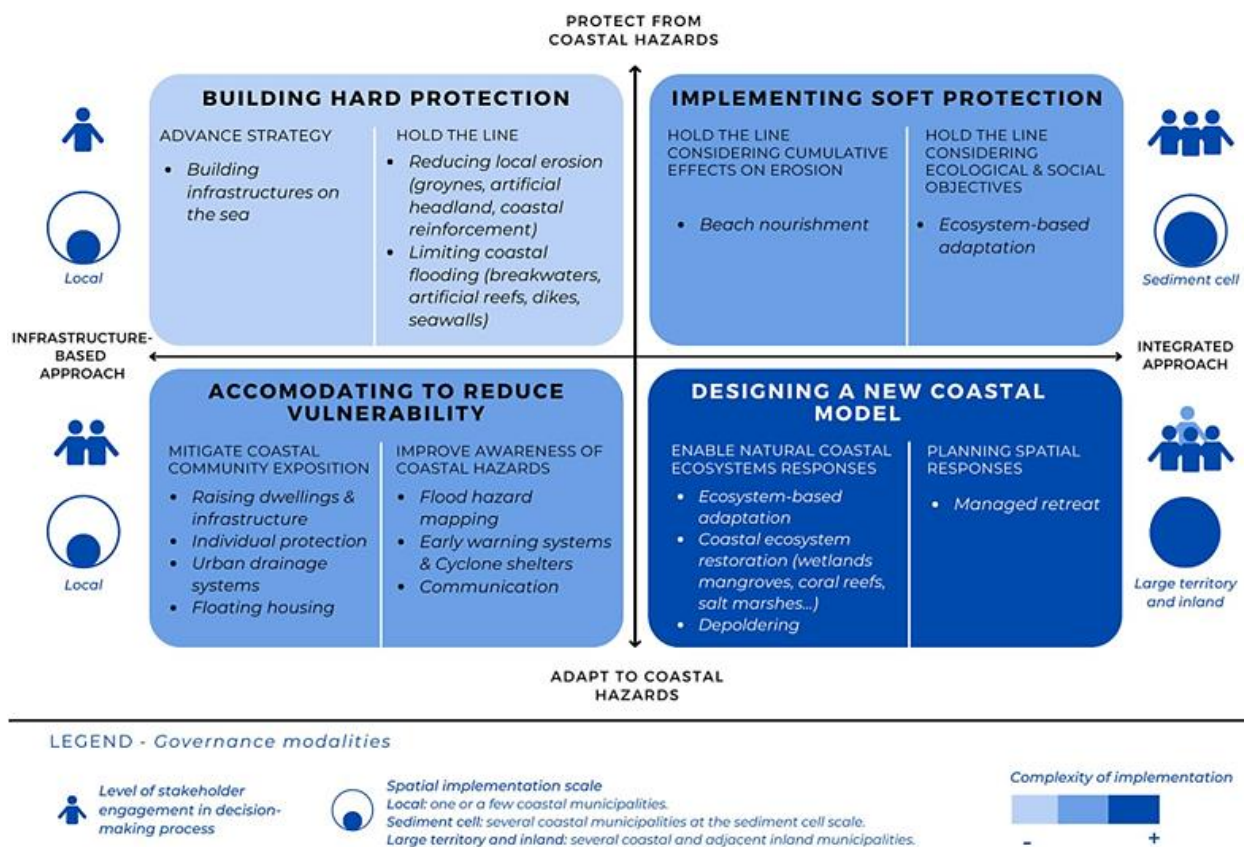 PROTECT FROM
COASTAL HAZARDS
BUILDING HARD PROTECTION
ADVANCE STRATEGY
• Building
infrastructures on
the sea
HOLD THE LINE
• Reducing local erosion
(groynes, artificial
headland, coastal
reinforcement)
• Limiting coastal
flooding (breakwaters,
artificial reefs, dikes,
seawalls)
Local
IMPLEMENTING SOFT PROTECTION
HOLD THE LINE
CONSIDERING CUMULATIVE
EFFECTS ON EROSION
• Beach nourishment
HOLD THE LINE
CONSIDERING
ECOLOGICAL & SOCIAL
OBJECTIVES
• Ecosystem-based
adaptation
Sediment cell
INFRASTRUCTURE-
BASED
APPROACH
INTEGRATED
APPROACH
ACCOMODATING TO REDUCE
VULNERABILITY
MITIGATE COASTAL
COMMUNITY EXPOSITION
• Raising dwellings &
infrastructure
• Individual protection
• Urban drainage
systems
• Floating housing
IMPROVE AWARENESS OF
COASTAL HAZARDS
• Flood hazard
mapping
• Early warning systems
& Cyclone shelters
• Communication
Local
DESIGNING A NEW COASTAL
MODEL
ENABLE NATURAL COASTAL
ECOSYSTEMS RESPONSES
• Ecosystem-based
adaptation
• Coastal ecosystem
restoration (wetlands
mangroves, coral reefs,
salt marshes...)
• Depoldering
PLANNING SPATIAL
RESPONSES
• Managed retreat
Large territory
and inland
ADAPT TO COASTAL
HAZARDS
LEGEND - Governance modalities
Level of stakeholder
engagement in decision-
making process
Spatial implementation scale
Local: one or a few coastal municipalities.
Sediment cell: several coastal municipalities at the sediment cell scale.
Large territory and inland: several coastal and adjacent inland municipalities.
Complexity of implementation
- +